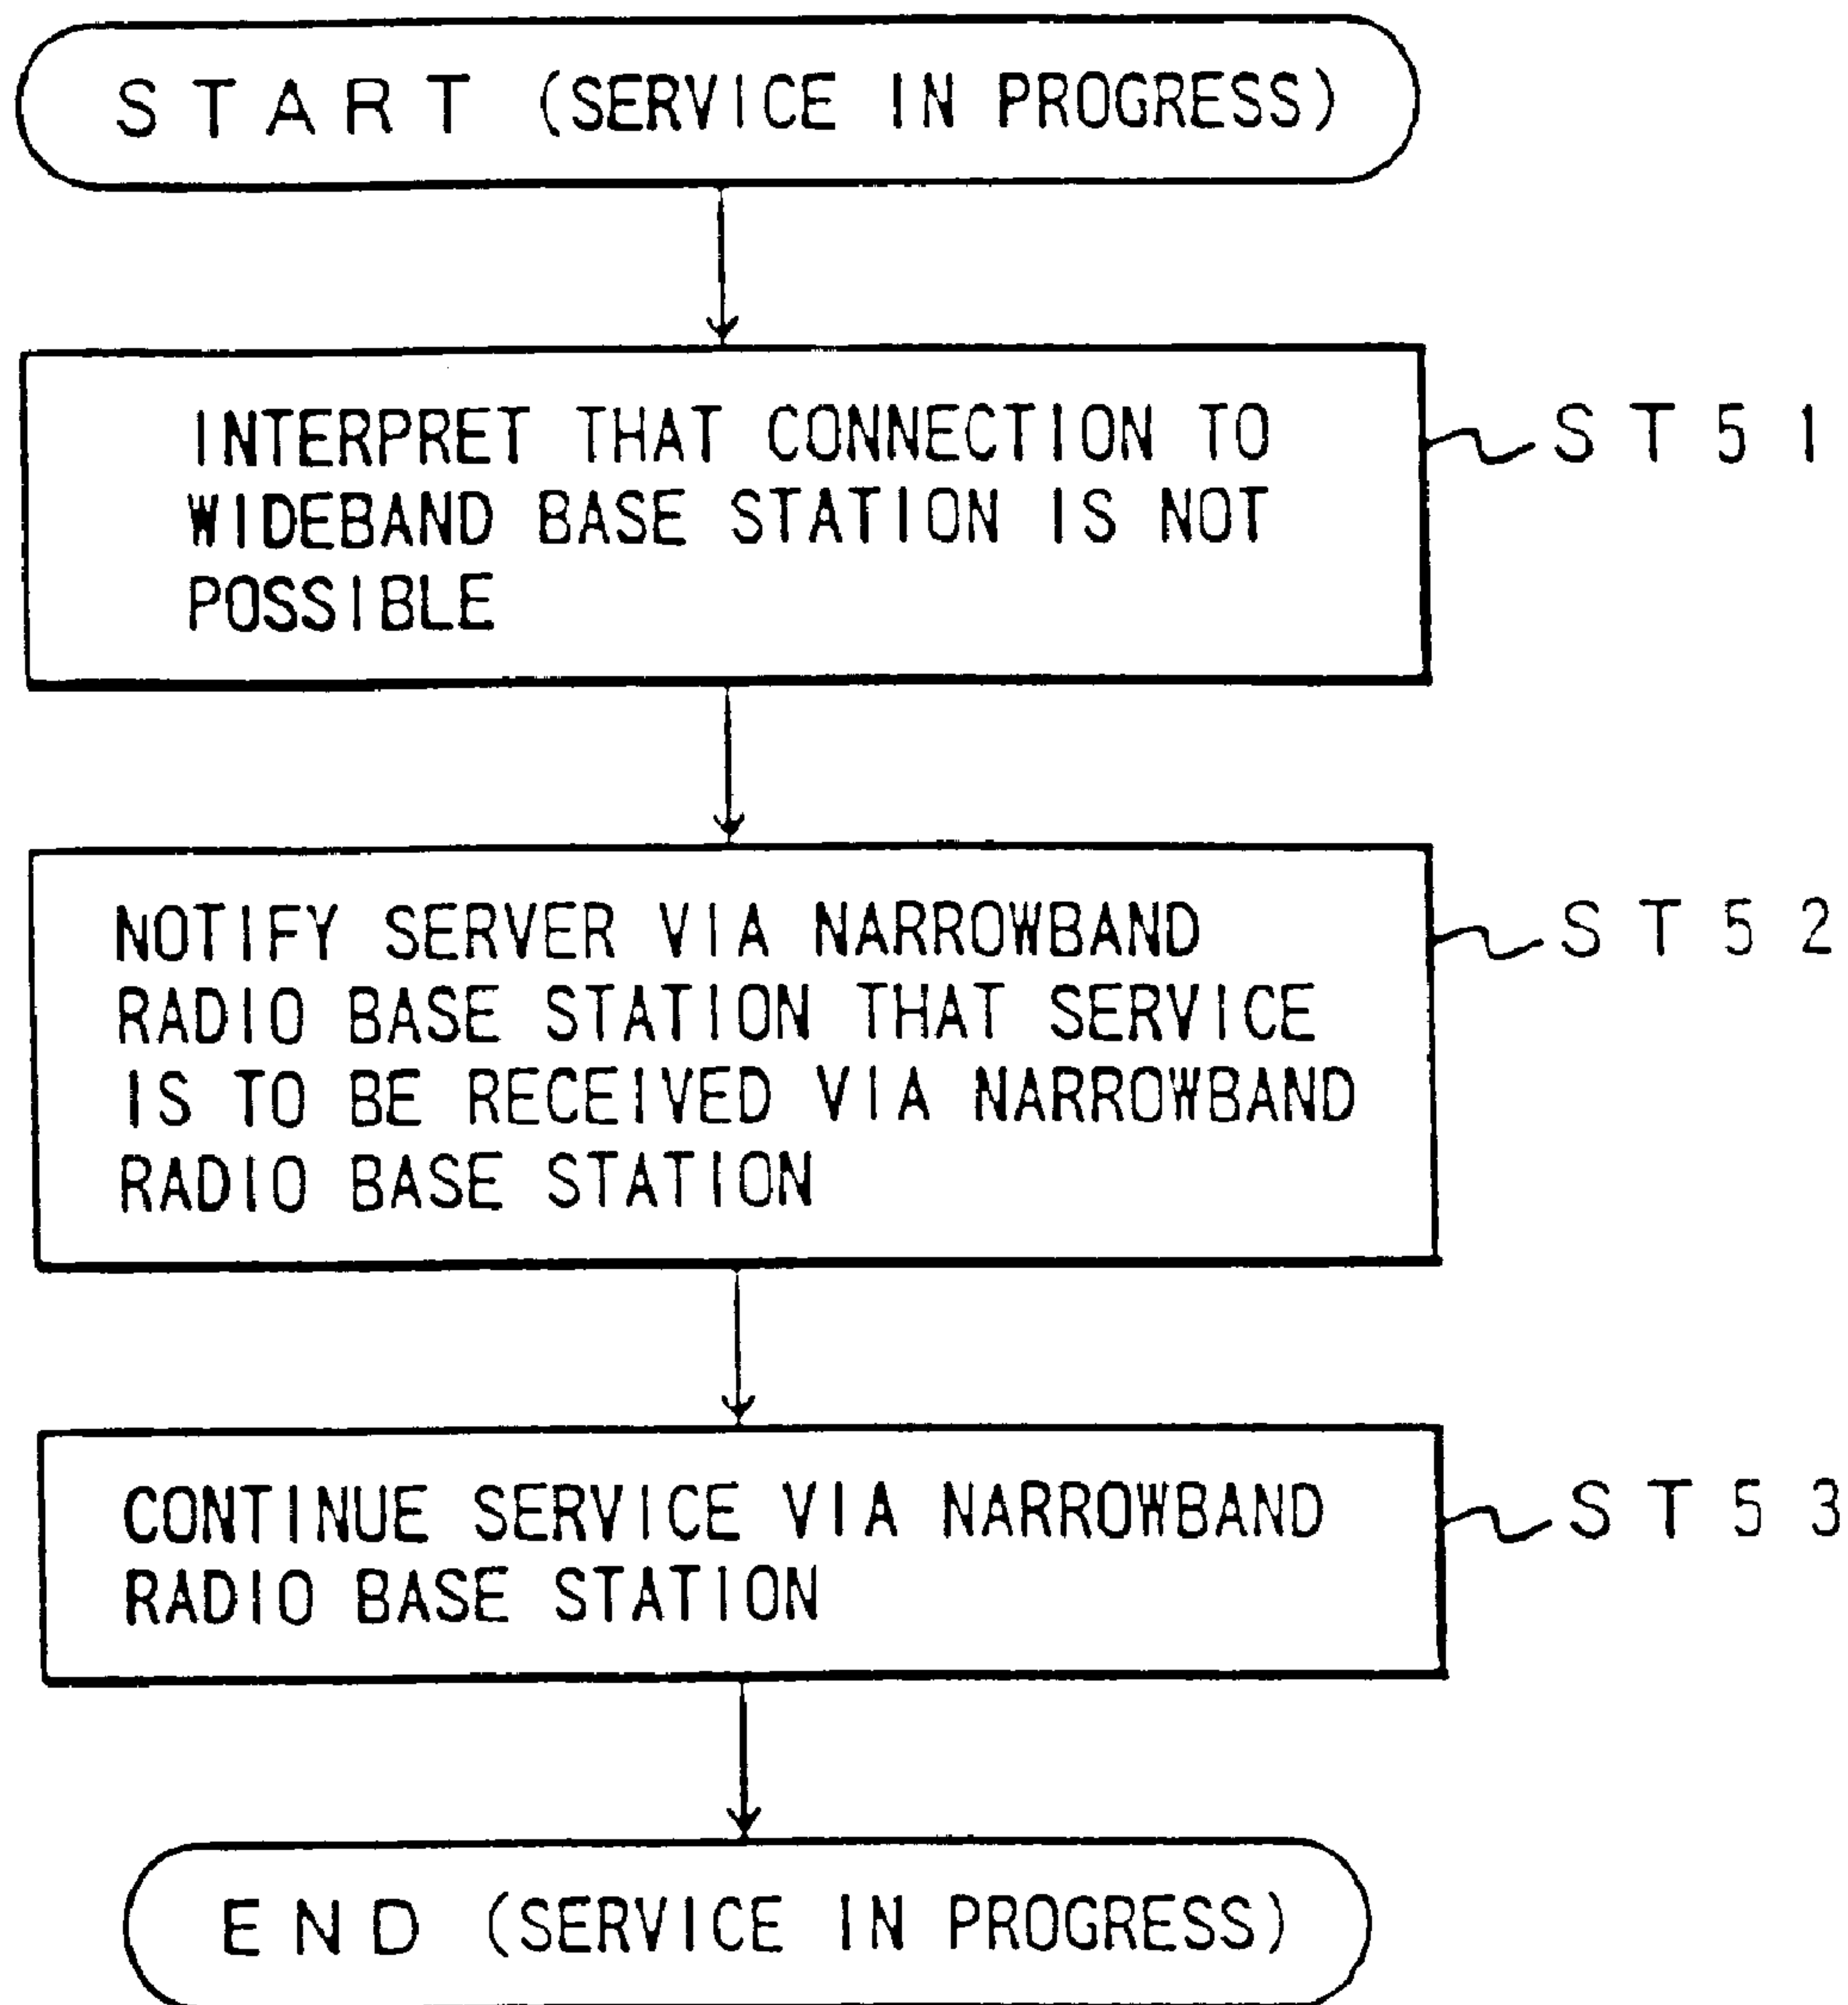 START (SERVICE IN PROGRESS)
INTERPRET THAT CONNECTION TO
WIDEBAND BASE STATION IS NOT
POSSIBLE
ST51
NOTIFY SERVER VIA NARROWBAND
RADIO BASE STATION THAT SERVICE
IS TO BE RECEIVED VIA NARROWBAND
RADIO BASE STATION
ST52
CONTINUE SERVICE VIA NARROWBAND
RADIO BASE STATION
ST53
END (SERVICE IN PROGRESS)